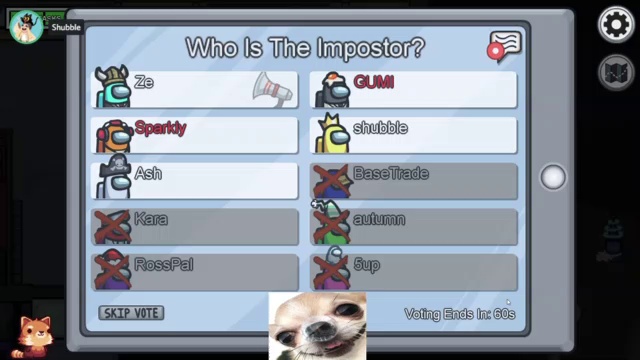 TASKS
Shubble
Who Is The Impostor?
Ze
GUMI
Sparkly
shubble
Ash
BaseTrade
Kara
autumn
RossPal
5up
SKIP VOTE
Voting Ends In: 60s